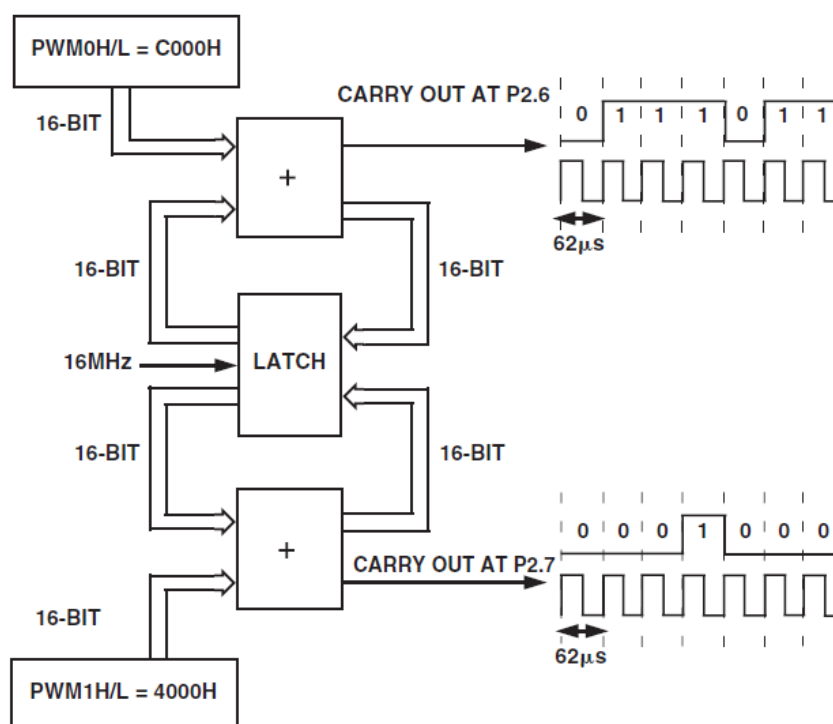 PWM0H/L = C000H
16-BIT
CARRY OUT AT P2.6
0 1 1 1 0 1 1
+
62μs
16-BIT
16-BIT
16MHz
LATCH
16-BIT
16-BIT
0 0 0 1 0 0 0
+
CARRY OUT AT P2.7
16-BIT
62μs
PWM1H/L = 4000H